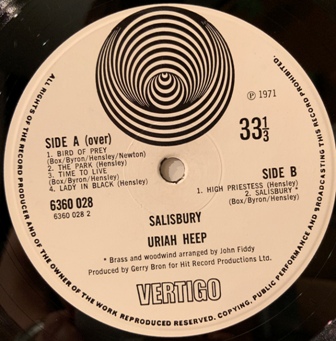 ALL RIGHTS OF THE RECORD PRODUCER AND OF THE OWNER OF THE WORK REPRODUCED RESERVED. COPYING, PUBLIC PERFORMANCE AND BROADCASTING OF THIS RECORD PROHIBITED.
℗ 1971
33⅓
SIDE A (over)
1. BIRD OF PREY
(Box/Byron/Hensley/Newton)
2. THE PARK (Hensley)
3. TIME TO LIVE
(Box/Byron/Hensley)
4. LADY IN BLACK (Hensley)
6360 028
6360 028 2
SIDE B
1. HIGH PRIESTESS (Hensley)
2. SALISBURY *
(Box/Byron/Hensley)
SALISBURY
URIAH HEEP
* Brass and woodwind arranged by John Fiddy
Produced by Gerry Bron for Hit Record Productions Ltd.
VERTIGO